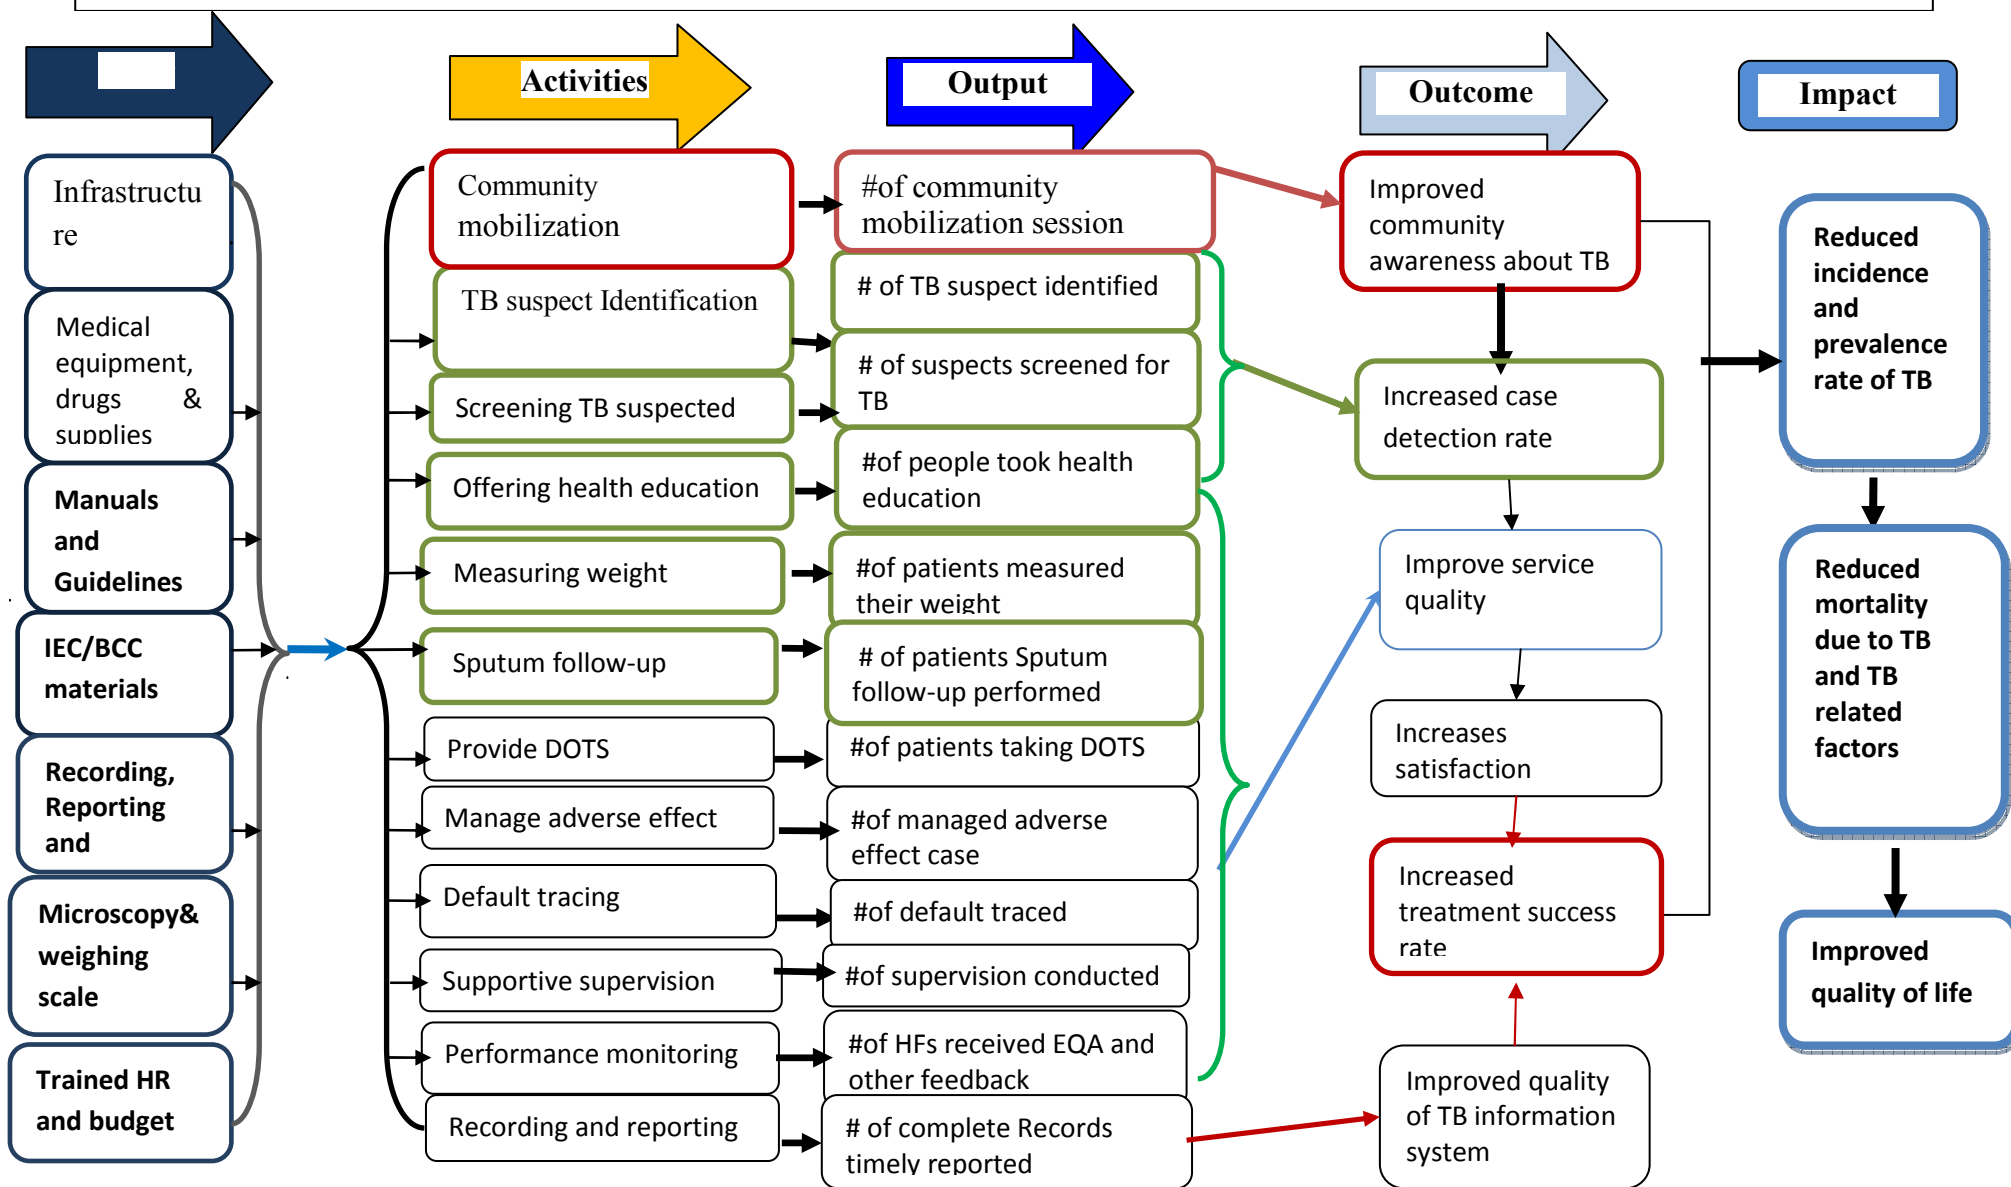 Activities
Output
Outcome
Impact
Infrastructu
re
Medical
equipment,
drugs &
supplies
Manuals
and
Guidelines
IEC/BCC
materials
Recording,
Reporting
and
Microscopy&
weighing
scale
Trained HR
and budget
Community
mobilization
TB suspect Identification
Screening TB suspected
Offering health education
Measuring weight
Sputum follow-up
Provide DOTS
Manage adverse effect
Default tracing
Supportive supervision
Performance monitoring
Recording and reporting
#of community
mobilization session
# of TB suspect identified
# of suspects screened for
TB
#of people took health
education
#of patients measured
their weight
# of patients Sputum
follow-up performed
#of patients taking DOTS
#of managed adverse
effect case
#of default traced
#of supervision conducted
#of HFs received EQA and
other feedback
# of complete Records
timely reported
Improved
community
awareness about TB
Increased case
detection rate
Improve service
quality
Increases
satisfaction
Increased
treatment success
rate
Improved quality
of TB information
system
Reduced
incidence
and
prevalence
rate of TB
Reduced
mortality
due to TB
and TB
related
factors
Improved
quality of life